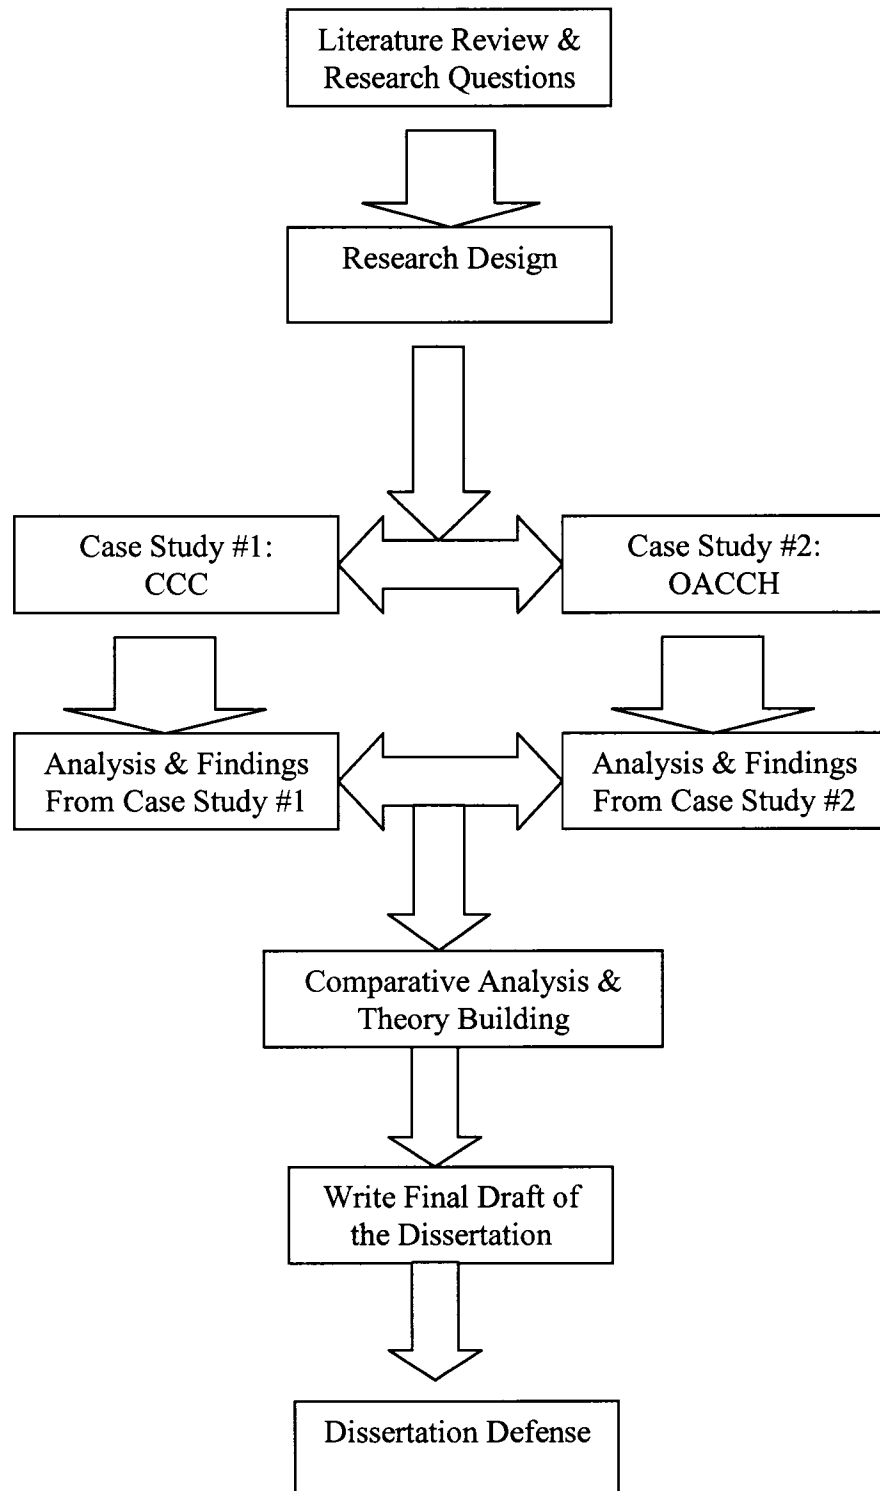 Literature Review &
Research Questions
Research Design
Case Study #1:
CCC
Case Study #2:
OACCH
Analysis & Findings
From Case Study #1
Analysis & Findings
From Case Study #2
Comparative Analysis &
Theory Building
Write Final Draft of
the Dissertation
Dissertation Defense